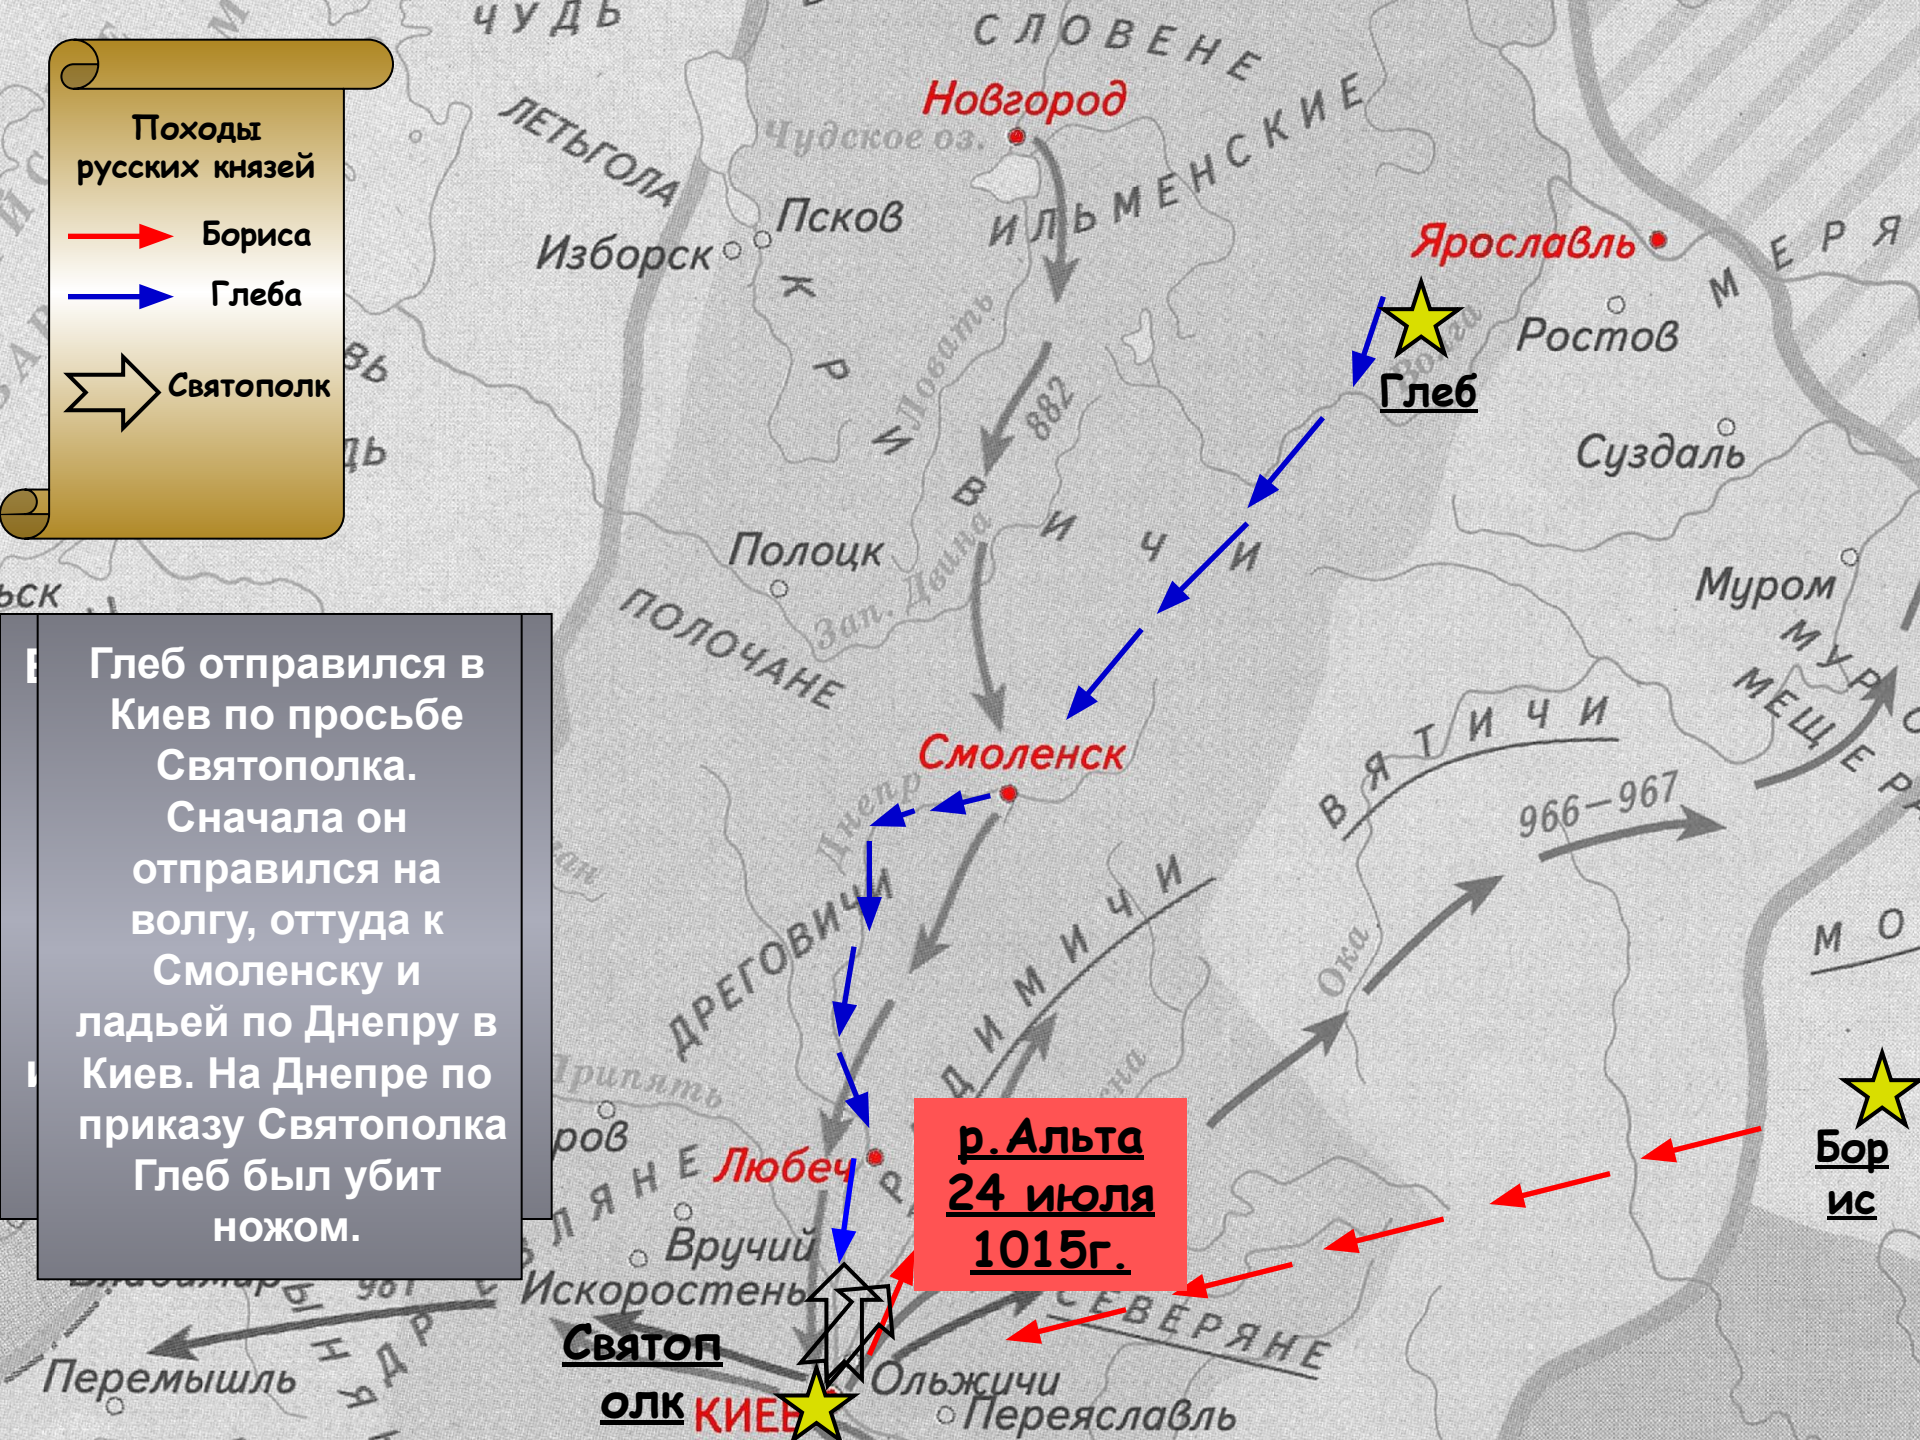 ЧУДЬ
СЛОВЕНЕ
ИЛЬМЕНСКИЕ
Новгород
Чудское оз.
ЛЕТЬГОЛА
Псков
Изборск
Ярославль
МЕРЯ
Ростов
Волга
Глеб
Суздаль
Походы
русских князей
Бориса
Глеба
Святополк
КРИВИЧИ
Ловать
882
Полоцк
Зап. Двина
ПОЛОЧАНЕ
Муром
Смоленск
Днепр
ВЯТИЧИ
966–967
Глеб отправился в
Киев по просьбе
Святополка.
Сначала он
отправился на
волгу, оттуда к
Смоленску и
ладьей по Днепру в
Киев. На Днепре по
приказу Святополка
Глеб был убит
ножом.
ДРЕГОВИЧИ
Ока
Любеч
р.Альта
24 июля
1015г.
Бор
ис
Вручий
Искоростень
981
СЕВЕРЯНЕ
Святоп
олк
КИЕВ
Ольжичи
Переяславль
Перемышль